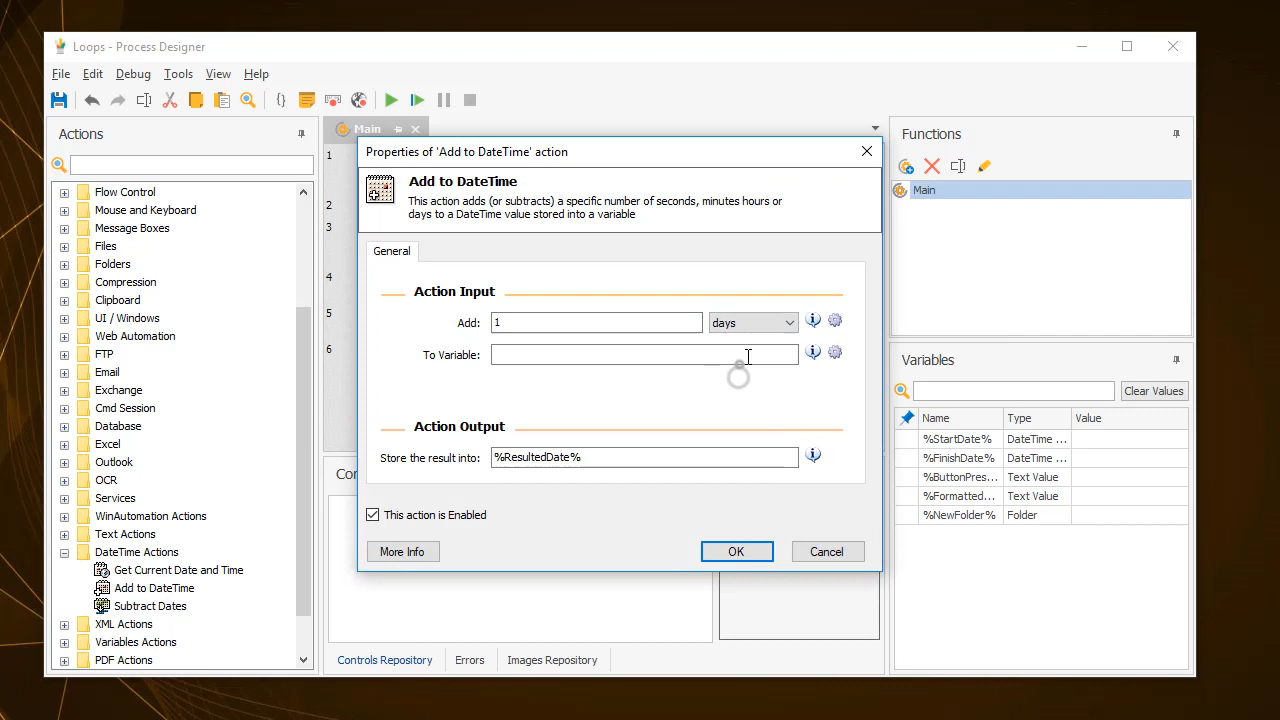 Loops - Process Designer
File Edit Debug Tools View Help
Actions
Flow Control
Mouse and Keyboard
Message Boxes
Files
Folders
Compression
Clipboard
UI / Windows
Web Automation
FTP
Email
Exchange
Cmd Session
Database
Excel
Outlook
OCR
Services
WinAutomation Actions
Text Actions
DateTime Actions
Get Current Date and Time
Add to DateTime
Subtract Dates
XML Actions
Variables Actions
PDF Actions
Main
1
2
3
4
5
6
Properties of 'Add to DateTime' action
Add to DateTime
This action adds (or subtracts) a specific number of seconds, minutes hours or
days to a DateTime value stored into a variable
General
Action Input
Add: 1 days
To Variable:
Action Output
Store the result into: %ResultedDate%
This action is Enabled
More Info OK Cancel
Con
Controls Repository Errors Images Repository
Functions
Main
Variables
Clear Values
Name Type Value
%StartDate% DateTime ...
%FinishDate% DateTime ...
%ButtonPres... Text Value
%Formatted... Text Value
%NewFolder% Folder